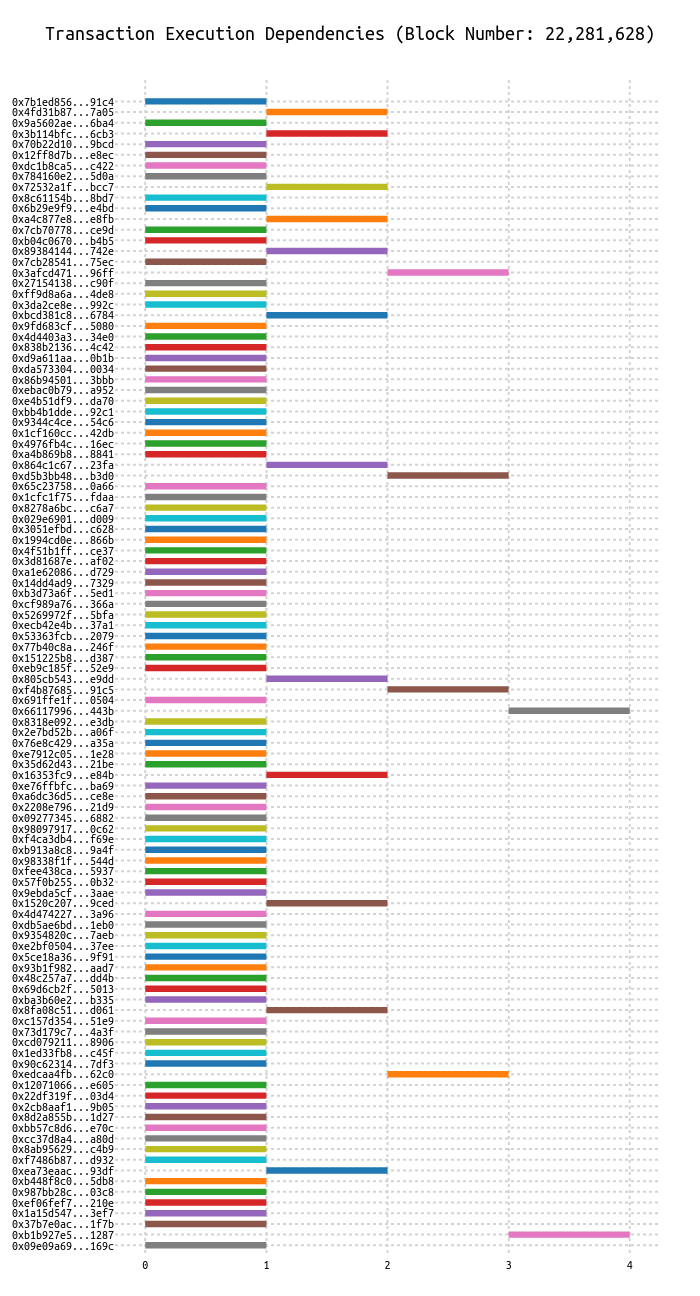 Transaction Execution Dependencies (Block Number: 22,281,628)
0x7b1ed856...91c4
0x4fd31b87...7a05
0x9a5602ae...6ba4
0x3b114bfc...6cb3
0x70b22d10...9bcd
0x12ff8d7b...e8ec
0xdc1b8ca5...c422
0x784160e2...5d0a
0x72532a1f...bcc7
0x8c61154b...8bd7
0x6b29e9f9...e4bd
0xa4c877e8...e8fb
0x7cb70778...ce9d
0xb04c0670...b4b5
0x89384144...742e
0x7cb28541...75ec
0x3afcd471...96ff
0x27154138...c90f
0xff9d8a6a...4de8
0x3da2ce8e...992c
0xbcd381c8...6784
0x9fd683cf...5080
0x4d4403a3...34e0
0x838b2136...4c42
0xd9a611aa...0b1b
0xda573304...0034
0x86b94501...3bbb
0xebac0b79...a952
0xe4b51df9...da70
0xbb4b1dde...92c1
0x9344c4ce...54c6
0x1cf160cc...42db
0x4976fb4c...16ec
0xa4b869b8...8841
0x864c1c67...23fa
0xd5b3bb48...b3d0
0x65c23758...0a66
0x1cfc1f75...fdaa
0x8278a6bc...c6a7
0x029e6901...d009
0x3051efbd...c628
0x1994cd0e...866b
0x4f51b1ff...ce37
0x3d81687e...af02
0xa1e62086...d729
0x14dd4ad9...7329
0xb3d73a6f...5ed1
0xcf989a76...366a
0x5269972f...5bfa
0xecb42e4b...37a1
0x53363fcb...2079
0x77b40c8a...246f
0x151225b8...d387
0xeb9c185f...52e9
0x805cb543...e9dd
0xf4b87685...91c5
0x691ffe1f...0504
0x66117996...443b
0x8318e092...e3db
0x2e7bd52b...a06f
0x76e8c429...a35a
0xe7912c05...1e28
0x35d62d43...21be
0x16353fc9...e84b
0xe76ffbfc...ba69
0xa6dc36d5...ce8e
0x2208e796...21d9
0x09277345...6882
0x98097917...0c62
0xf4ca3db4...f69e
0xb913a8c8...9a4f
0x98338f1f...544d
0xfee438ca...5937
0x57f0b255...0b32
0x9ebda5cf...3aae
0x1520c207...9ced
0x4d474227...3a96
0xdb5ae6bd...1eb0
0x9354820c...7aeb
0xe2bf0504...37ee
0x5ce18a36...9f91
0x93b1f982...aad7
0x48c257a7...dd4b
0x69d6cb2f...5013
0xba3b60e2...b335
0x8fa08c51...d061
0xc157d354...51e9
0x73d179c7...4a3f
0xcd079211...8906
0x1ed33fb8...c45f
0x90c62314...7df3
0xedcaa4fb...62c0
0x12071066...e605
0x22df319f...03d4
0x2cb8aaf1...9b05
0x8d2a855b...1d27
0xbb57c8d6...e70c
0xcc37d8a4...a80d
0x8ab95629...c4b9
0xf7486b87...d932
0xea73eaac...93df
0xb448f8c0...5db8
0x987bb28c...03c8
0xef06fef7...210e
0x1a15d547...3ef7
0x37b7e0ac...1f7b
0xb1b927e5...1287
0x09e09a69...169c
0 1 2 3 4